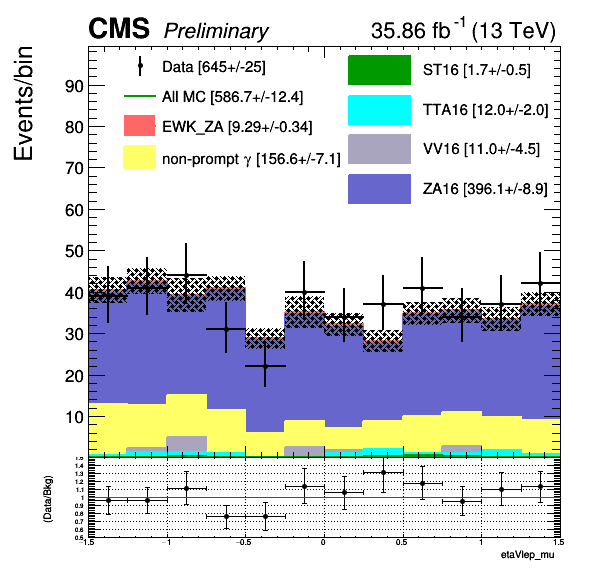 CMS Preliminary 35.86 fb⁻¹ (13 TeV)
Events/bin
Data [645+/-25]
All MC [586.7+/-12.4]
EWK_ZA [9.29+/-0.34]
non-prompt γ [156.6+/-7.1]
ST16 [1.7+/-0.5]
TTA16 [12.0+/-2.0]
VV16 [11.0+/-4.5]
ZA16 [396.1+/-8.9]
90
80
70
60
50
40
30
20
10
(Data/Bkg)
1.5
1.4
1.3
1.2
1.1
1
0.9
0.8
0.7
0.6
0.5
-1.5 -1 -0.5 0 0.5 1 1.5
etaVlep_mu